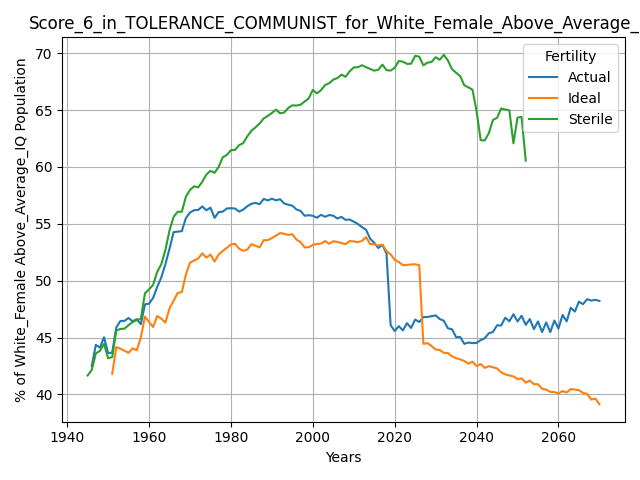 Score_6_in_TOLERANCE_COMMUNIST_for_White_Female_Above_Average_
70
65
60
55
50
45
40
% of White_Female Above_Average_IQ Population
Fertility
Actual
Ideal
Sterile
1940
1960
1980
2000
2020
2040
2060
Years